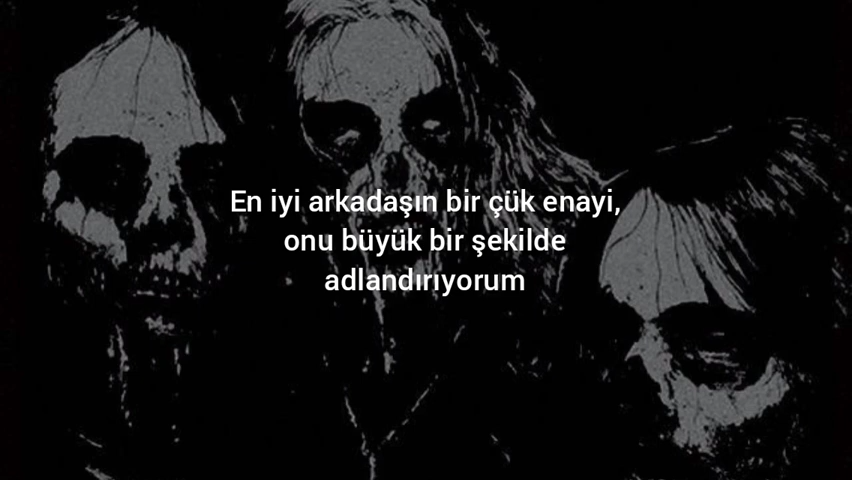 En iyi arkadaşın bir çük enayi,
onu büyük bir şekilde
adlandırıyorum